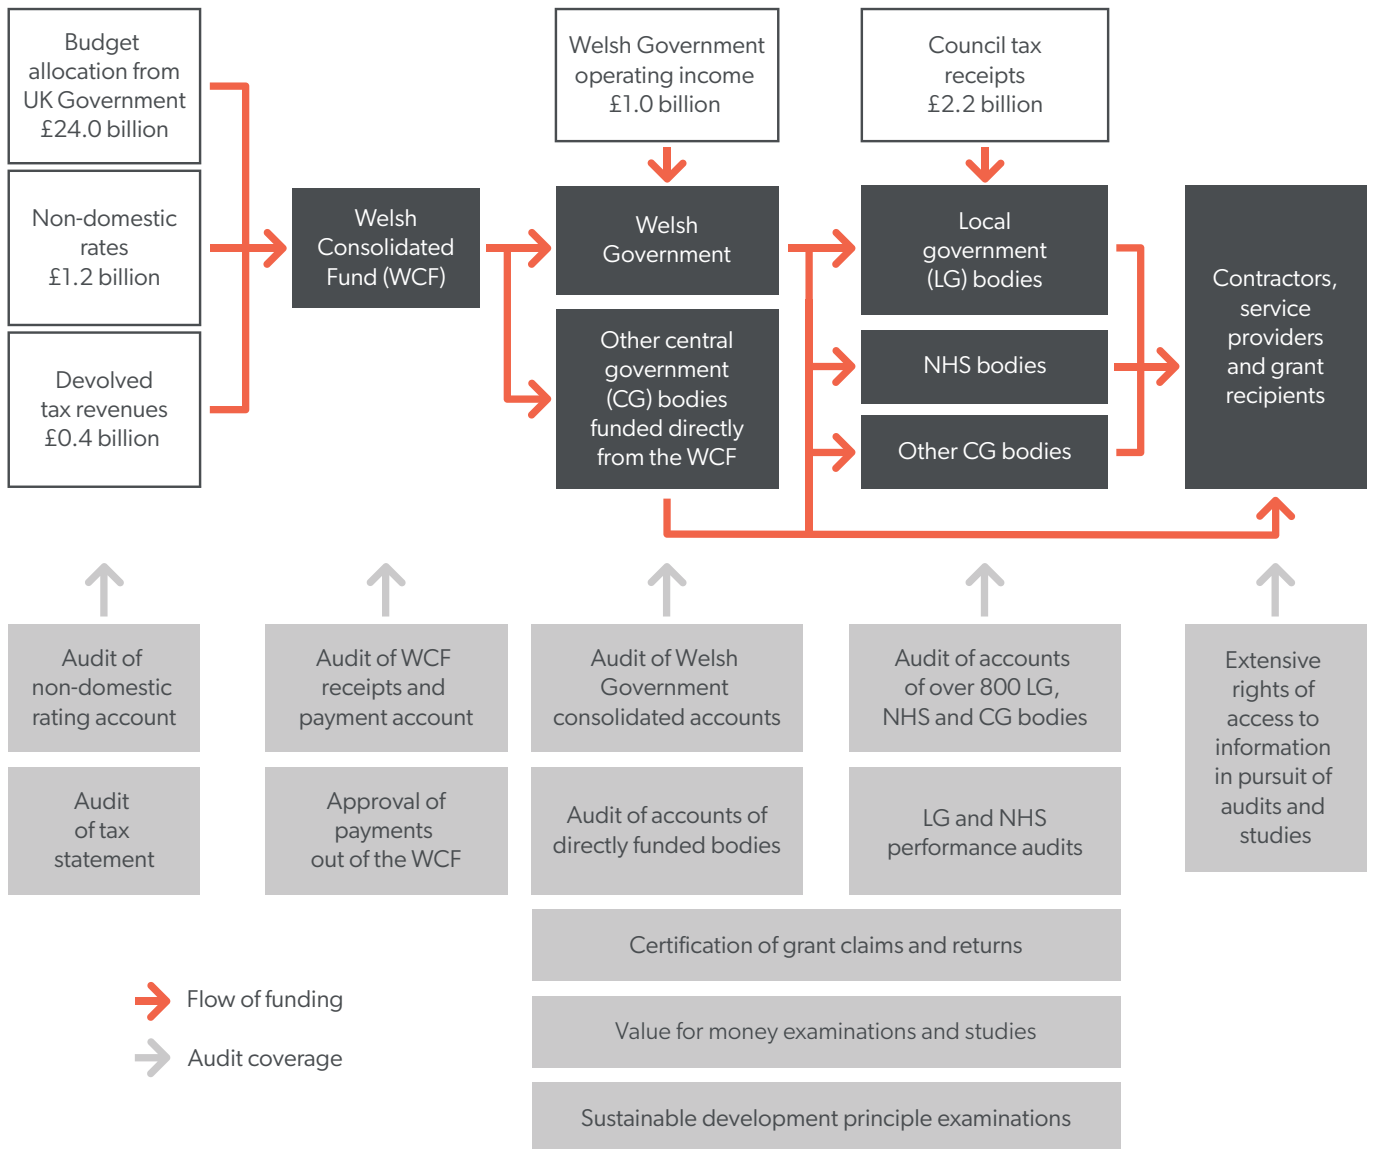 Budget
allocation from
UK Government
£24.0 billion
Non-domestic
rates
£1.2 billion
Devolved
tax revenues
£0.4 billion
Welsh
Consolidated
Fund (WCF)
Welsh Government
operating income
£1.0 billion
Welsh
Government
Other central
government
(CG) bodies
funded directly
from the WCF
Council tax
receipts
£2.2 billion
Local
government
(LG) bodies
NHS bodies
Other CG bodies
Contractors,
service
providers
and grant
recipients
Audit of
non-domestic
rating account
Audit
of tax
statement
Audit of WCF
receipts and
payment account
Approval of
payments
out of the WCF
Audit of Welsh
Government
consolidated accounts
Audit of accounts of
directly funded bodies
Audit of accounts
of over 800 LG,
NHS and CG bodies
LG and NHS
performance audits
Extensive
rights of
access to
information
in pursuit of
audits and
studies
Certification of grant claims and returns
Value for money examinations and studies
Sustainable development principle examinations
Flow of funding
Audit coverage